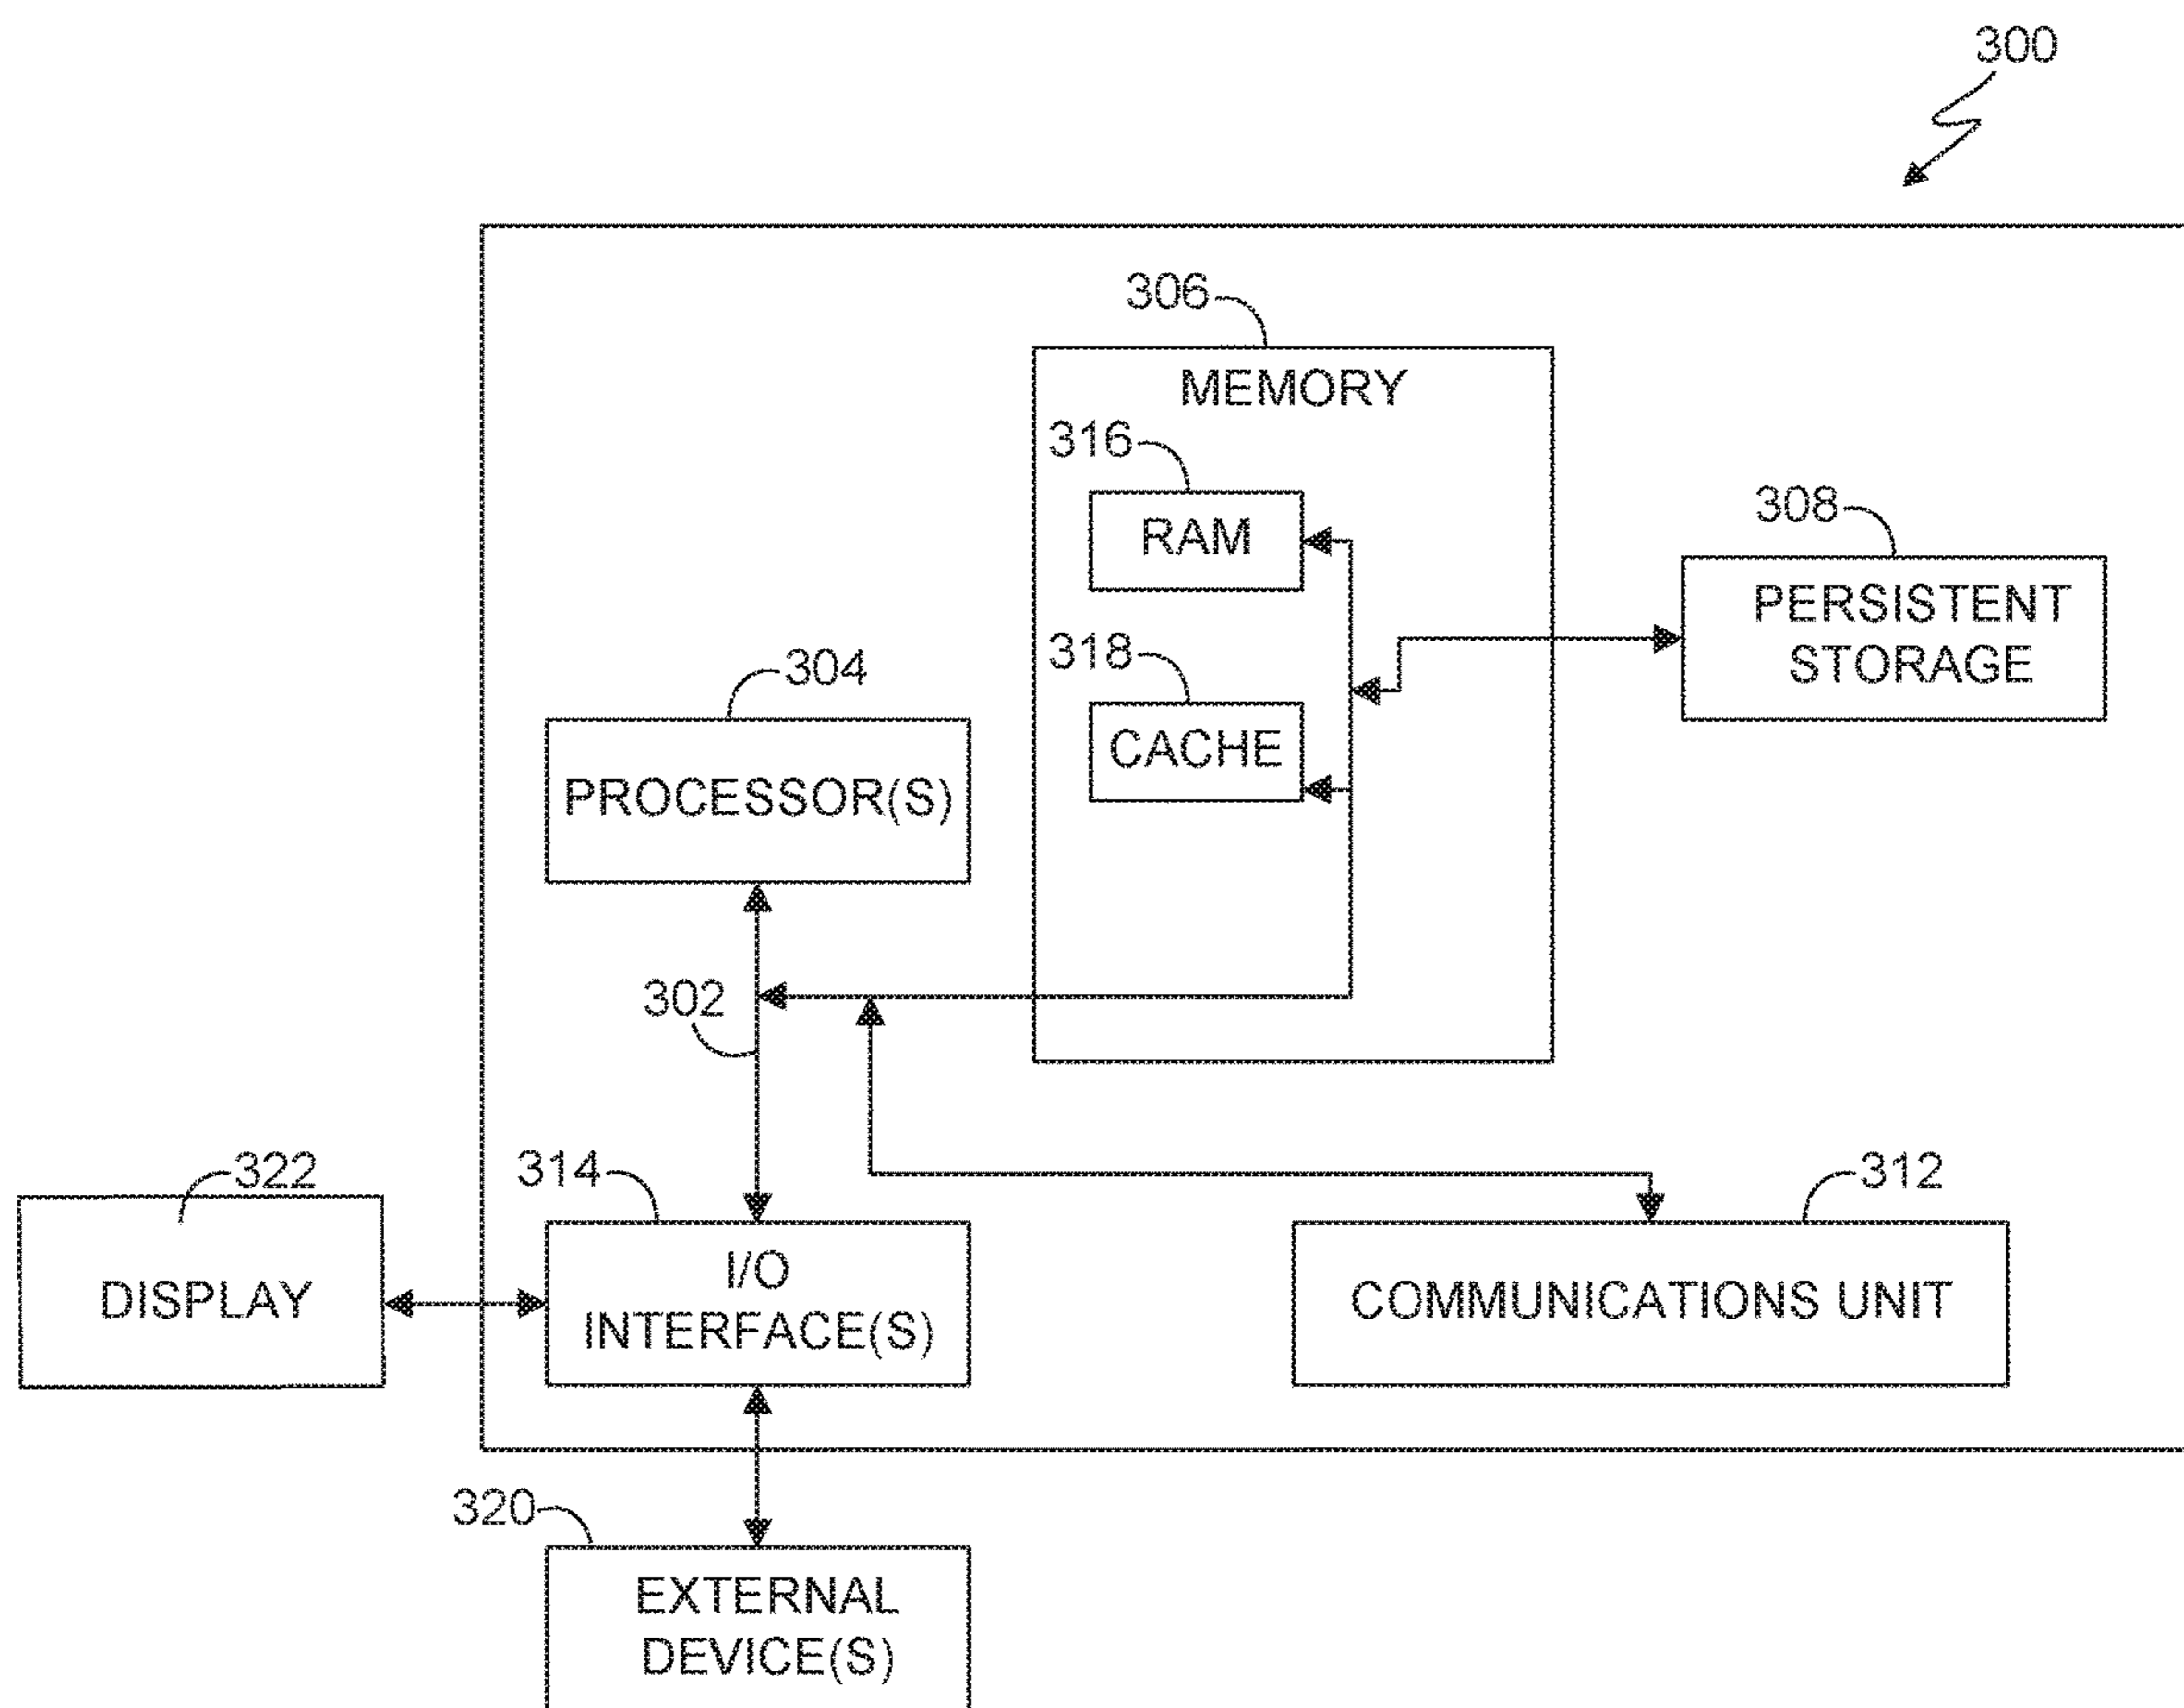 300
306
MEMORY
316
RAM
308
PERSISTENT
STORAGE
318
CACHE
304
PROCESSOR(S)
302
322
DISPLAY
314
I/O
INTERFACE(S)
312
COMMUNICATIONS UNIT
320
EXTERNAL
DEVICE(S)